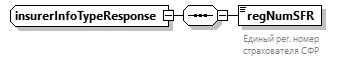 insurerInfoTypeResponse
regNumSFR
Единый рег. номер
страхователя СФР